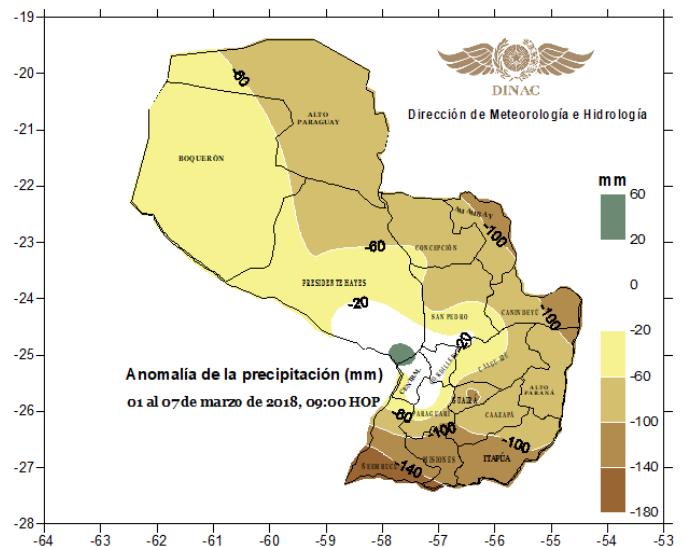 -19
-20
-21
-22
-23
-24
-25
-26
-27
-28
-64 -63 -62 -61 -60 -59 -58 -57 -56 -55 -54 -53
DINAC
Dirección de Meteorología e Hidrología
mm
60
20
0
-20
-60
-100
-140
-180
-60
ALTO
PARAGUAY
BOQUERÓN
AMAMBAY
-100
-60
CONCEPCIÓN
PRESIDENTE HAYES
-20
SAN PEDRO
CANINDEYÚ
-100
-20
CORDILLERA
CENTRAL
CAAGUAZÚ
ALTO
PARANÁ
GUAIRÁ
-60
PARAGUARÍ
CAAZAPÁ
-100
-100
ÑEEMBUCÚ
-140
MISIONES
ITAPÚA
Anomalía de la precipitación (mm)
01 al 07 de marzo de 2018, 09:00 HOP